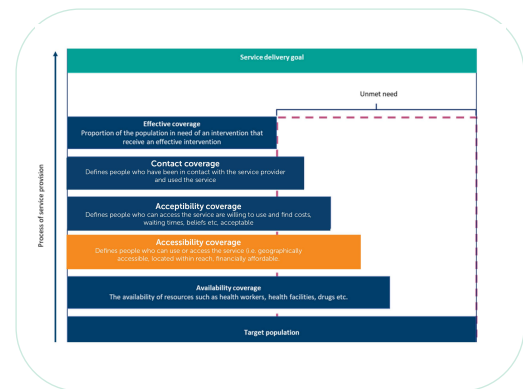 Service delivery goal
Unmet need
Effective coverage
Proportion of the population in need of an intervention that
receive an effective intervention
Contact coverage
Defines people who have been in contact with the service provider
and used the service
Acceptibility coverage
Defines people who can access the service are willing to use and find costs,
waiting times, beliefs etc, acceptable
Accessibility coverage
Defines people who can use or access the service (i.e. geographically
accessible, located within reach, financially affordable.
Availability coverage
The availability of resources such as health workers, health facilities, drugs etc.
Target population
Process of service provision